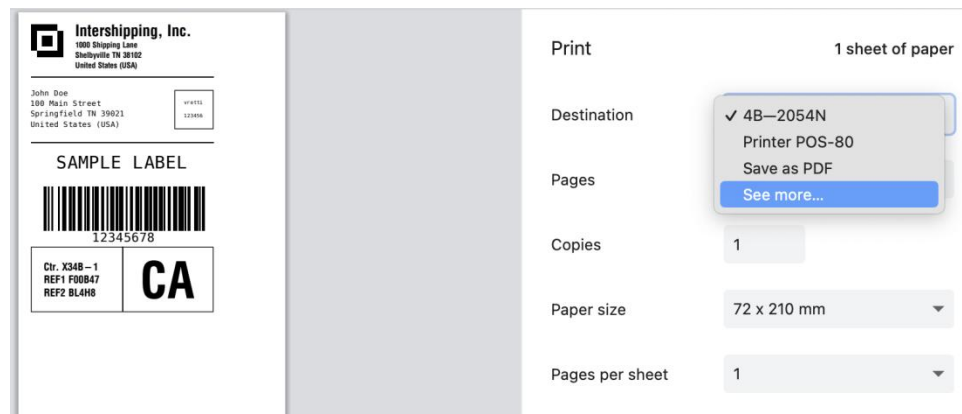 Intershipping, Inc.
1000 Shipping Lane
Shelbyville TN 38102
United States (USA)
John Doe
100 Main Street
Springfield TN 39021
United States (USA)
123456
SAMPLE LABEL
12345678
Ctr. X34B–1
REF1 F00B47
REF2 BL4H8
CA
Print
1 sheet of paper
Destination
✓ 4B—2054N
Printer POS-80
Save as PDF
See more...
Pages
Copies
1
Paper size
72 x 210 mm
Pages per sheet
1